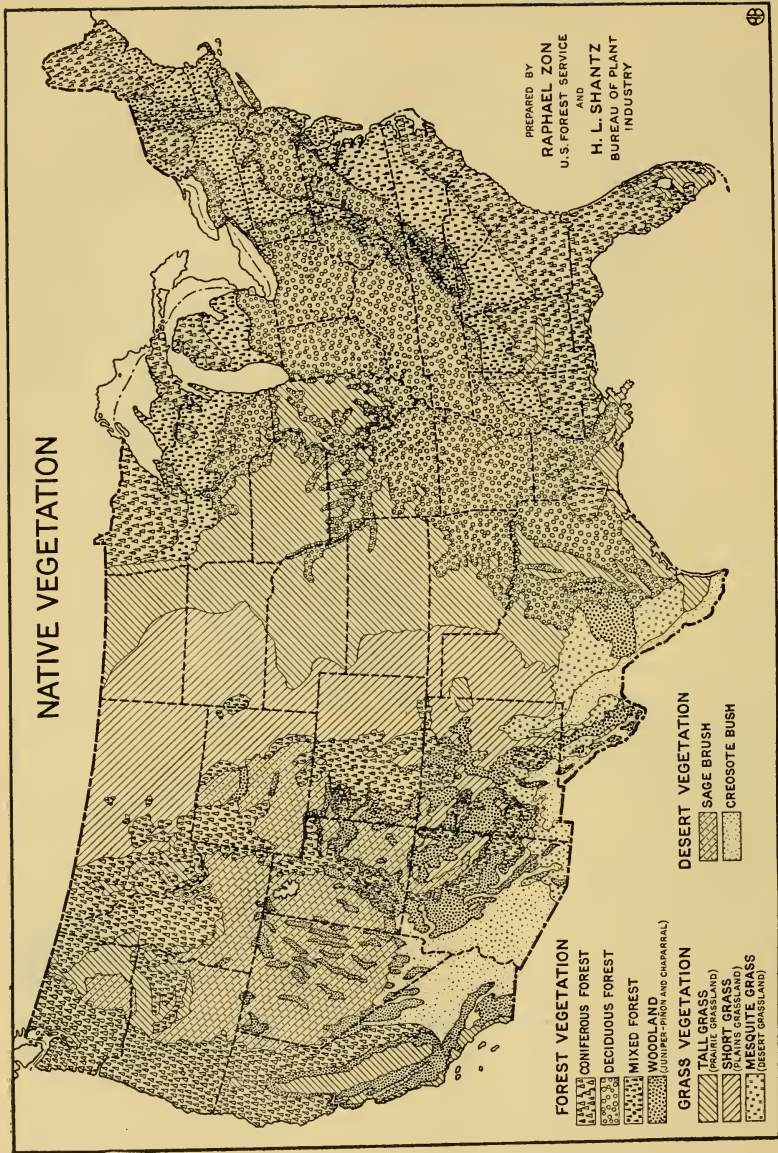 NATIVE VEGETATION
PREPARED BY
RAPHAEL ZON
U.S. FOREST SERVICE
AND
H. L. SHANTZ
BUREAU OF PLANT
INDUSTRY
FOREST VEGETATION
CONIFEROUS FOREST
DECIDUOUS FOREST
MIXED FOREST
WOODLAND
(JUNIPER-PIÑON AND CHAPARRAL)
GRASS VEGETATION
TALL GRASS
(PRAIRIE GRASSLAND)
SHORT GRASS
(PLAINS GRASSLAND)
MESQUITE GRASS
(DESERT GRASSLAND)
DESERT VEGETATION
SAGE BRUSH
CREOSOTE BUSH